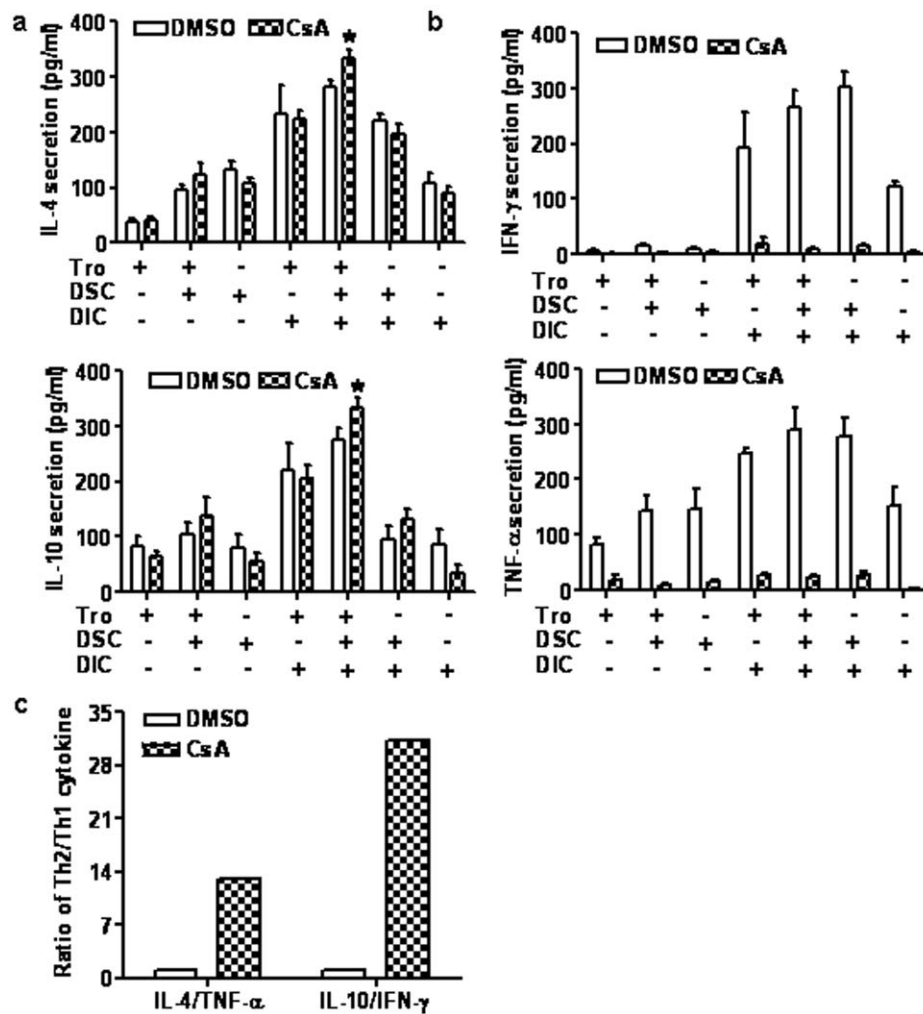 a
IL-4 secretion (pg/ml)
400
300
200
100
0
DMSO CsA
*
Tro + + - + + - -
DSC - + + - + + -
DIC - - - + + + +
b
IFN-γ secretion (pg/ml)
400
300
200
100
0
DMSO CsA
Tro + + - + + - -
DSC - + + - + + -
DIC - - - + + + +
IL-10 secretion (pg/ml)
400
300
200
100
0
DMSO CsA
*
Tro + + - + + - -
DSC - + + - + + -
DIC - - - + + + +
TNF-α secretion (pg/ml)
400
300
200
100
0
DMSO CsA
Tro + + - + + - -
DSC - + + - + + -
DIC - - - + + + +
c
Ratio of Th2/Th1 cytokine
35
28
21
14
7
0
DMSO
CsA
IL-4/TNF-α IL-10/IFN-γ